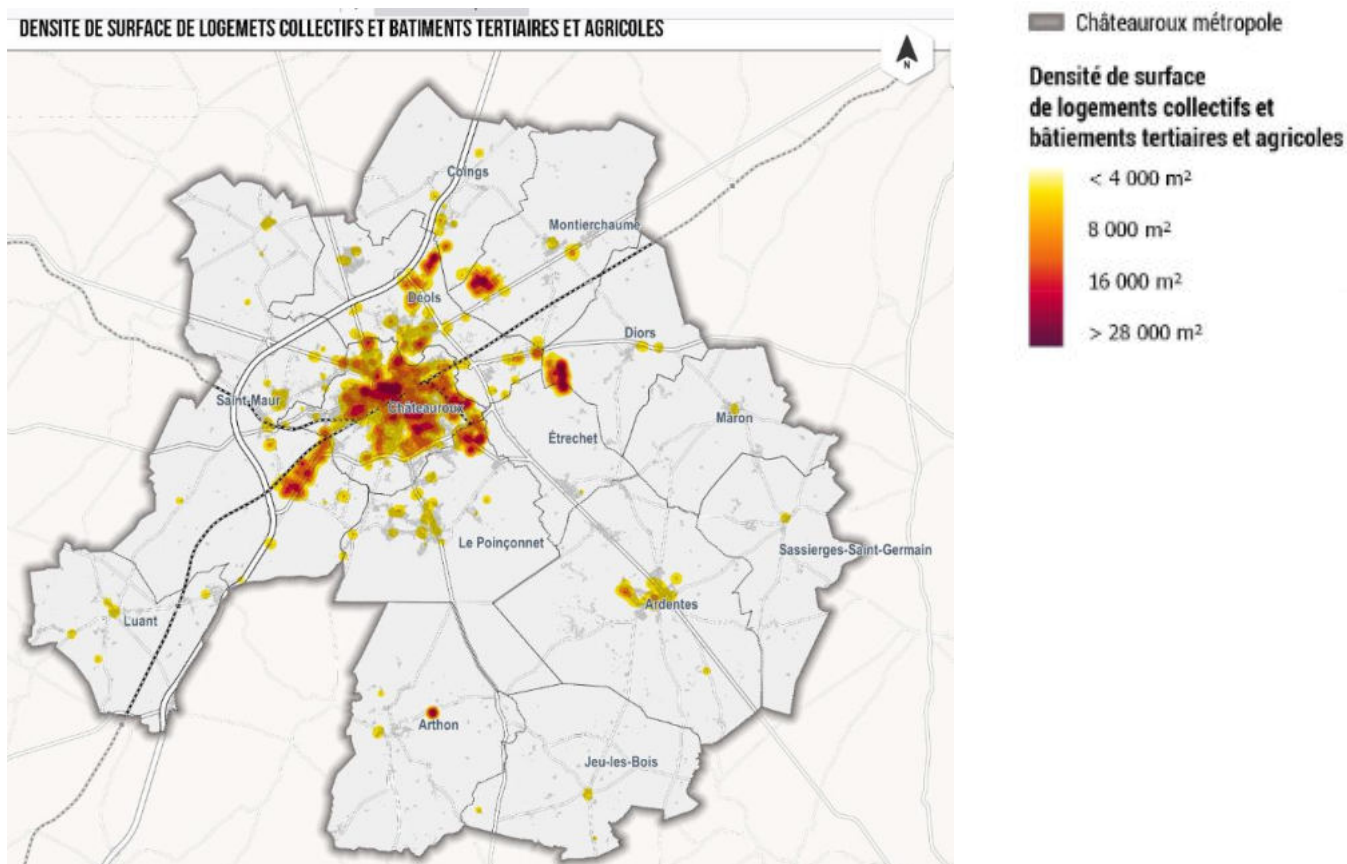 DENSITE DE SURFACE DE LOGEMETS COLLECTIFS ET BATIMENTS TERTIAIRES ET AGRICOLES
N
Coings
Montierchaume
Déols
Diors
Saint-Maur
Châteauroux
Maron
Étrechet
Le Poinçonnet
Sassierges-Saint-Germain
Ardentes
Luant
Arthon
Jeu-les-Bois
Châteauroux métropole
Densité de surface
de logements collectifs et
bâtiements tertiaires et agricoles
< 4 000 m²
8 000 m²
16 000 m²
> 28 000 m²